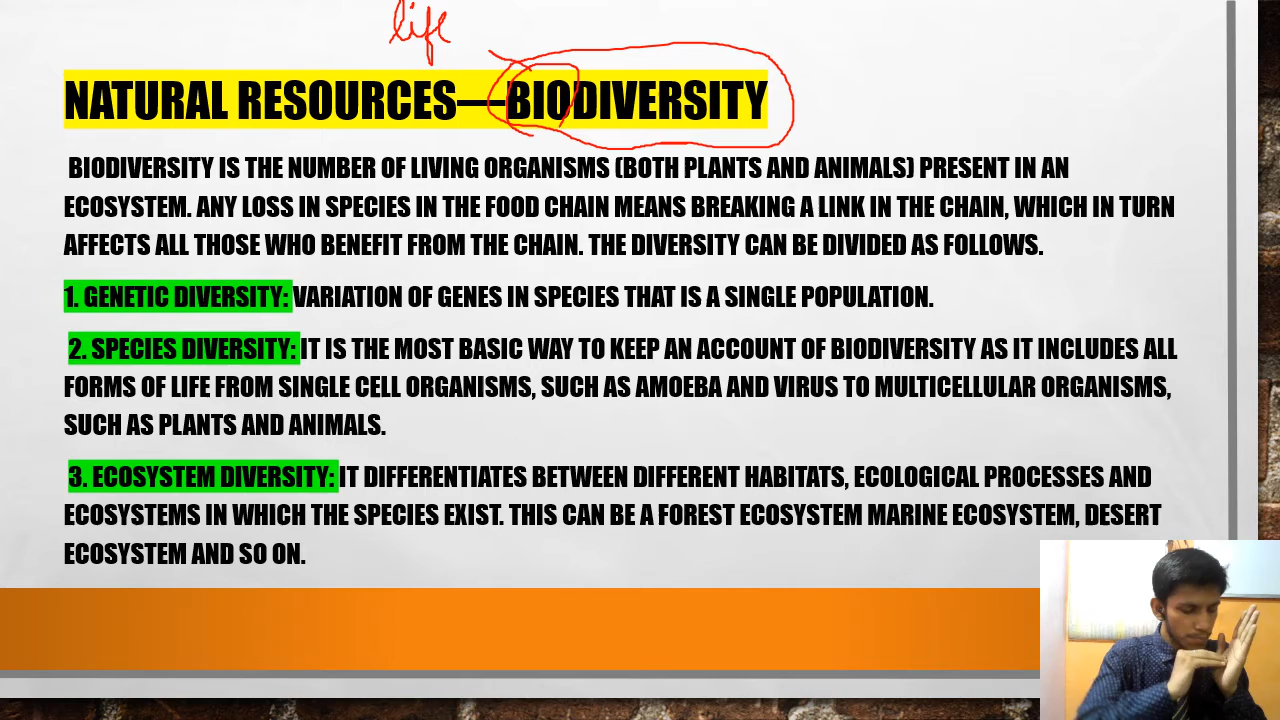 life
NATURAL RESOURCES—BIODIVERSITY
BIODIVERSITY IS THE NUMBER OF LIVING ORGANISMS (BOTH PLANTS AND ANIMALS) PRESENT IN AN
ECOSYSTEM. ANY LOSS IN SPECIES IN THE FOOD CHAIN MEANS BREAKING A LINK IN THE CHAIN, WHICH IN TURN
AFFECTS ALL THOSE WHO BENEFIT FROM THE CHAIN. THE DIVERSITY CAN BE DIVIDED AS FOLLOWS.
1. GENETIC DIVERSITY: VARIATION OF GENES IN SPECIES THAT IS A SINGLE POPULATION.
2. SPECIES DIVERSITY: IT IS THE MOST BASIC WAY TO KEEP AN ACCOUNT OF BIODIVERSITY AS IT INCLUDES ALL
FORMS OF LIFE FROM SINGLE CELL ORGANISMS, SUCH AS AMOEBA AND VIRUS TO MULTICELLULAR ORGANISMS,
SUCH AS PLANTS AND ANIMALS.
3. ECOSYSTEM DIVERSITY: IT DIFFERENTIATES BETWEEN DIFFERENT HABITATS, ECOLOGICAL PROCESSES AND
ECOSYSTEMS IN WHICH THE SPECIES EXIST. THIS CAN BE A FOREST ECOSYSTEM MARINE ECOSYSTEM, DESERT
ECOSYSTEM AND SO ON.